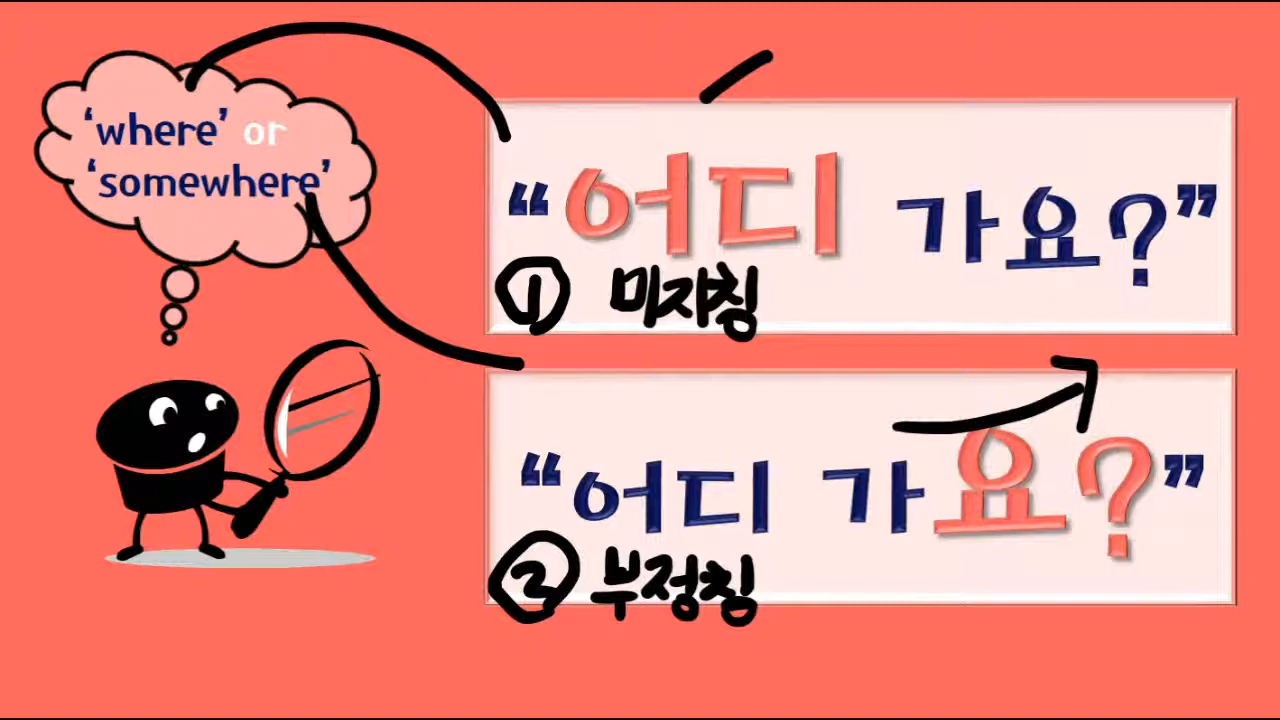 ‘where’ or
‘somewhere’
“어디 가요?”
① 미지칭
“어디 가요?”
② 부정칭